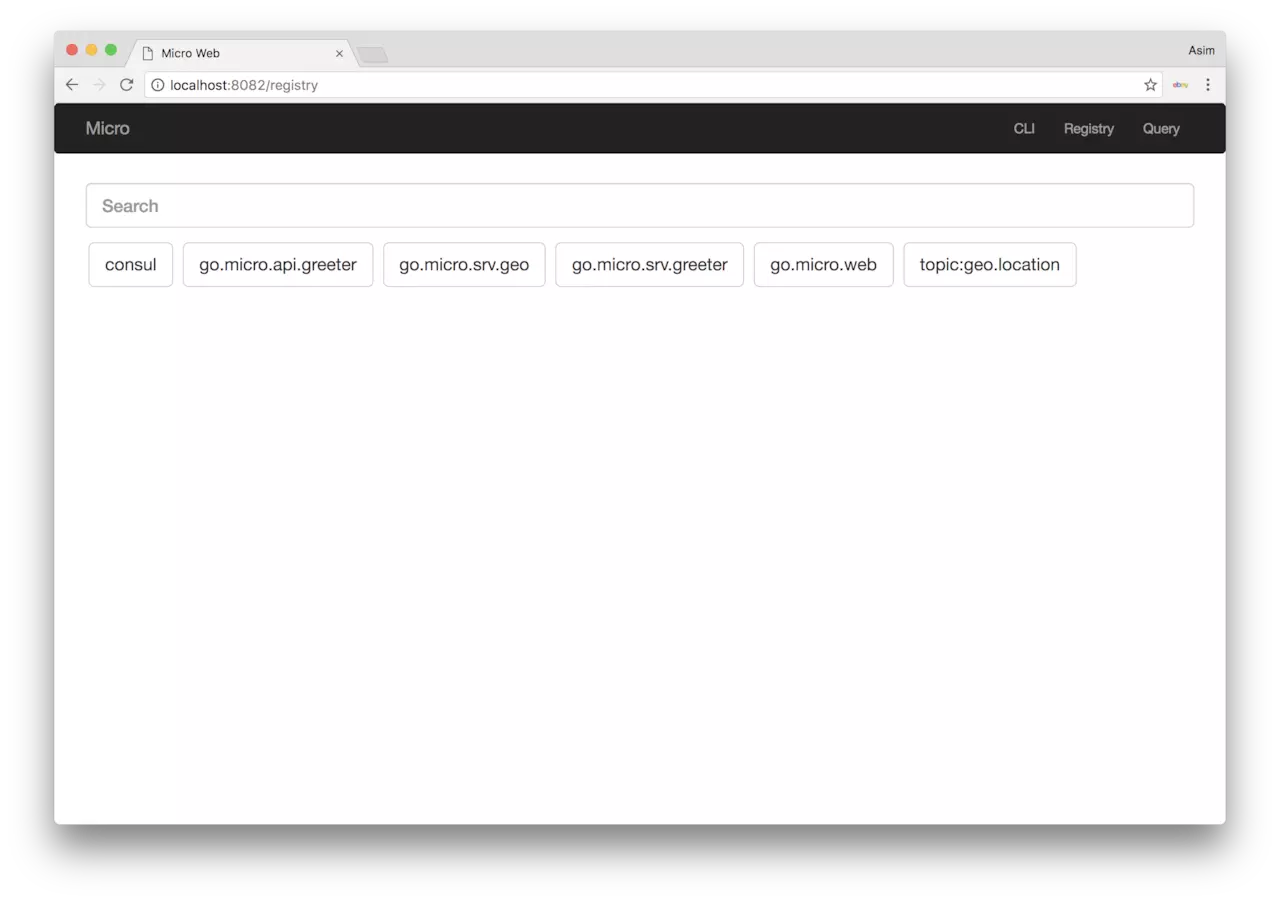 Micro Web
Asim
localhost:8082/registry
ebay
Micro CLI Registry Query
Search
consul go.micro.api.greeter go.micro.srv.geo go.micro.srv.greeter go.micro.web topic:geo.location